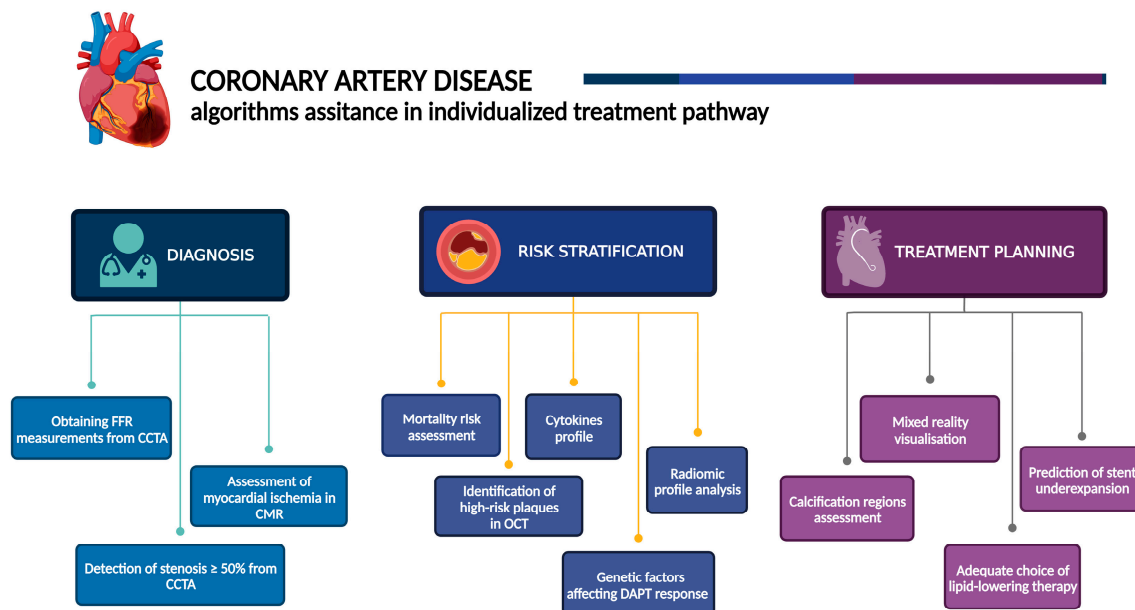 CORONARY ARTERY DISEASE
algorithms assitance in individualized treatment pathway
DIAGNOSIS
Obtaining FFR
measurements from CCTA
Assessment of
myocardial ischemia in
CMR
Detection of stenosis ≥ 50% from
CCTA
RISK STRATIFICATION
Mortality risk
assessment
Cytokines
profile
Radiomic
profile analysis
Identification of
high-risk plaques
in OCT
Genetic factors
affecting DAPT response
TREATMENT PLANNING
Mixed reality
visualisation
Prediction of stent
underexpansion
Calcification regions
assessment
Adequate choice of
lipid-lowering therapy